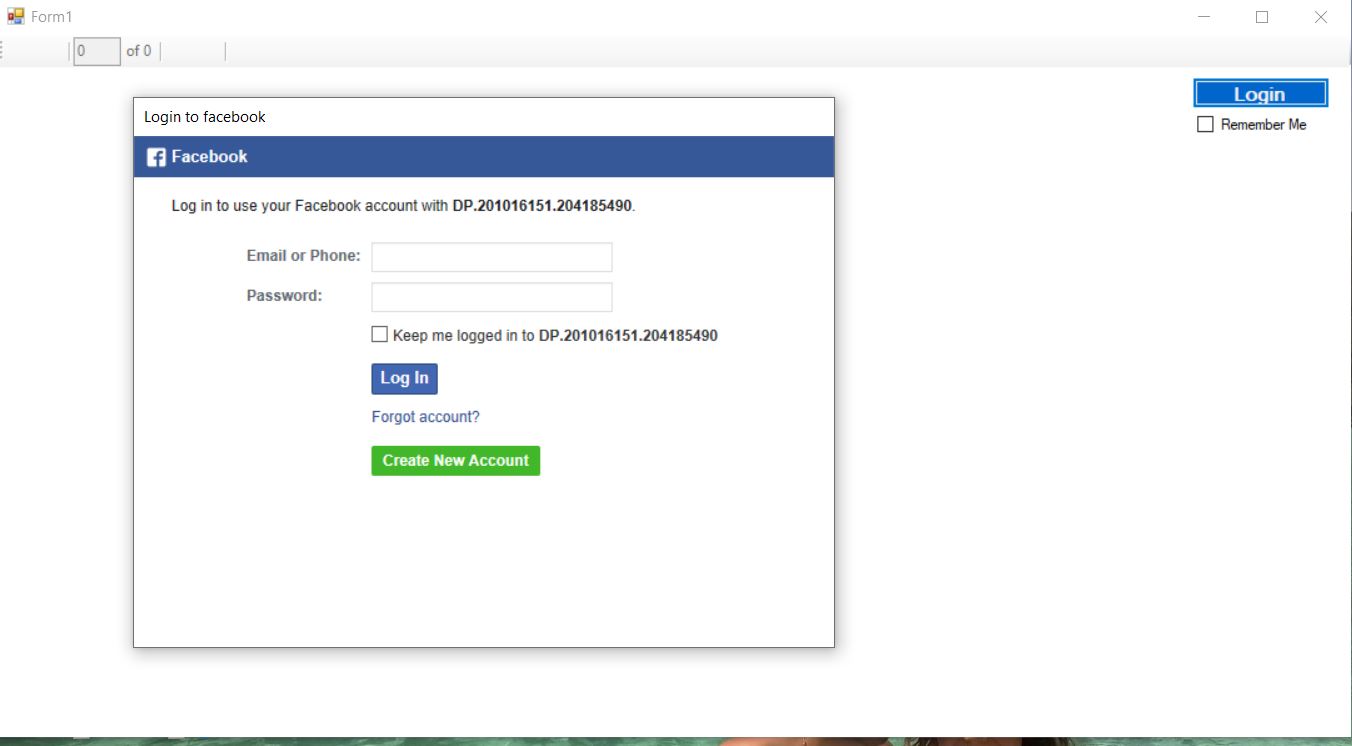 Form1
0 of 0
Login
Remember Me
Login to facebook
Facebook
Log in to use your Facebook account with DP.201016151.204185490.
Email or Phone:
Password:
Keep me logged in to DP.201016151.204185490
Log In
Forgot account?
Create New Account